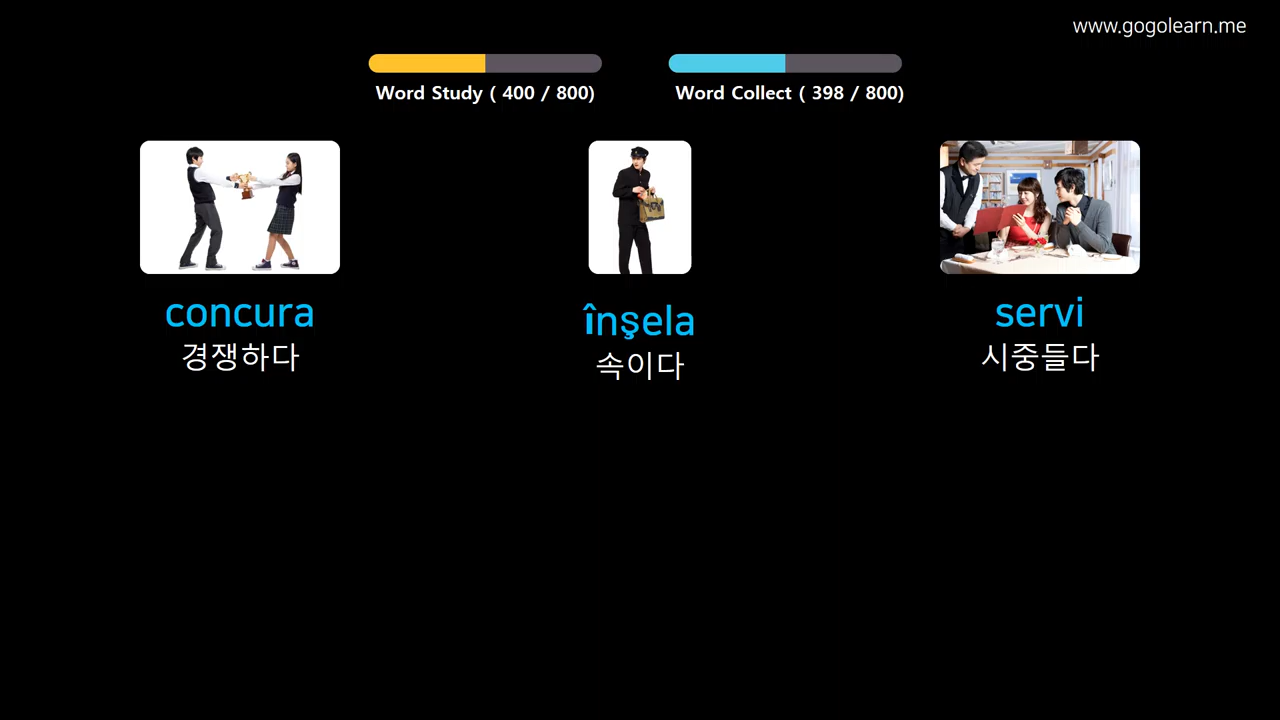 www.gogolearn.me
Word Study ( 400 / 800)
Word Collect ( 398 / 800)
concura
경쟁하다
înşela
속이다
servi
시중들다